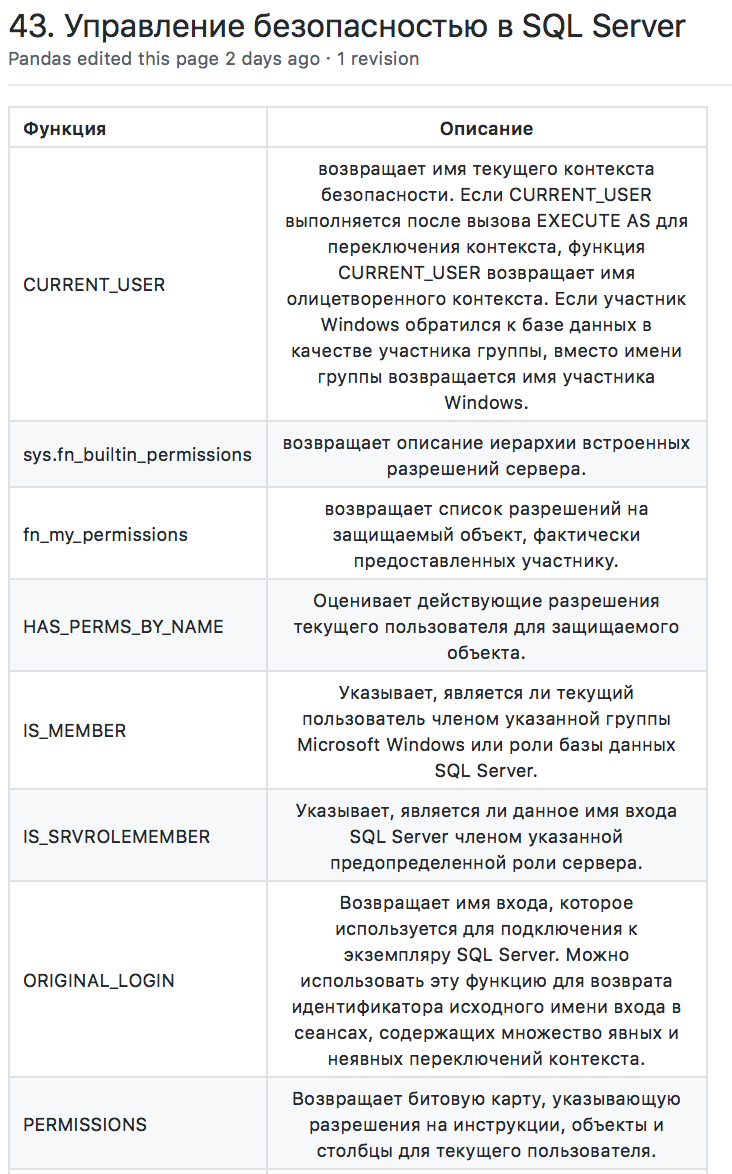 43. Управление безопасностью в SQL Server
Pandas edited this page 2 days ago · 1 revision
Функция
Описание
CURRENT_USER
возвращает имя текущего контекста
безопасности. Если CURRENT_USER
выполняется после вызова EXECUTE AS для
переключения контекста, функция
CURRENT_USER возвращает имя
олицетворенного контекста. Если участник
Windows обратился к базе данных в
качестве участника группы, вместо имени
группы возвращается имя участника
Windows.
sys.fn_builtin_permissions
возвращает описание иерархии встроенных
разрешений сервера.
fn_my_permissions
возвращает список разрешений на
защищаемый объект, фактически
предоставленных участнику.
HAS_PERMS_BY_NAME
Оценивает действующие разрешения
текущего пользователя для защищаемого
объекта.
IS_MEMBER
Указывает, является ли текущий
пользователь членом указанной группы
Microsoft Windows или роли базы данных
SQL Server.
IS_SRVROLEMEMBER
Указывает, является ли данное имя входа
SQL Server членом указанной
предопределенной роли сервера.
ORIGINAL_LOGIN
Возвращает имя входа, которое
используется для подключения к
экземпляру SQL Server. Можно
использовать эту функцию для возврата
идентификатора исходного имени входа в
сеансах, содержащих множество явных и
неявных переключений контекста.
PERMISSIONS
Возвращает битовую карту, указывающую
разрешения на инструкции, объекты и
столбцы для текущего пользователя.